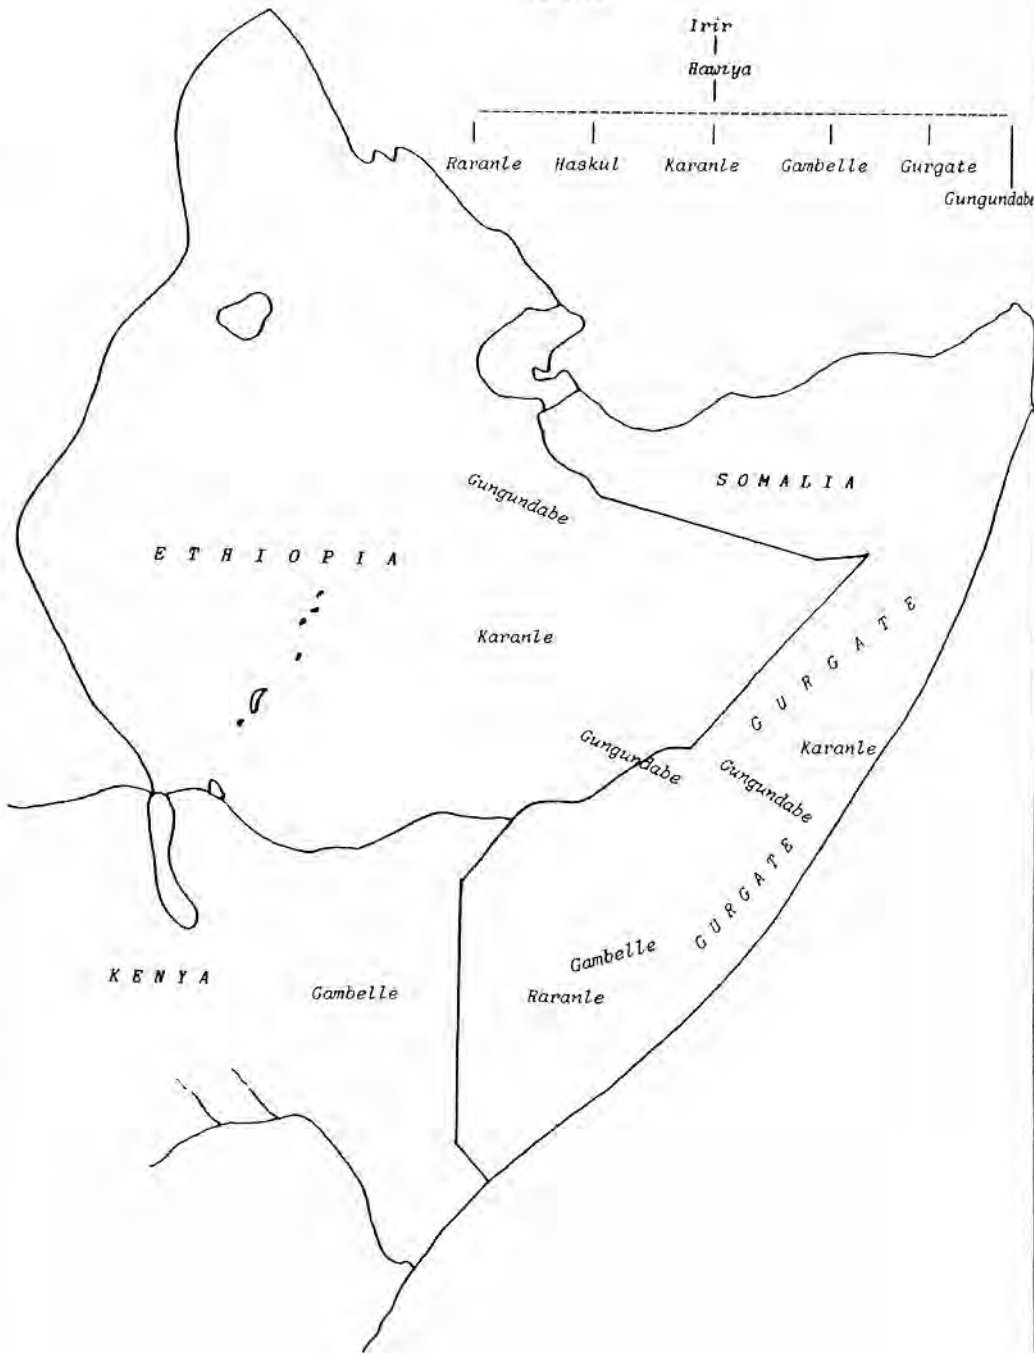 Irir
Hawiya
Raranle Haskul Karanle Gambelle Gurgate
Gungundabe
SOMALIA
Gungundabe
ETHIOPIA
GURGATE
Karanle
Gungundabe
Karanle
Gungundabe
GURGATE
Gambelle
KENYA
Gambelle
Raranle